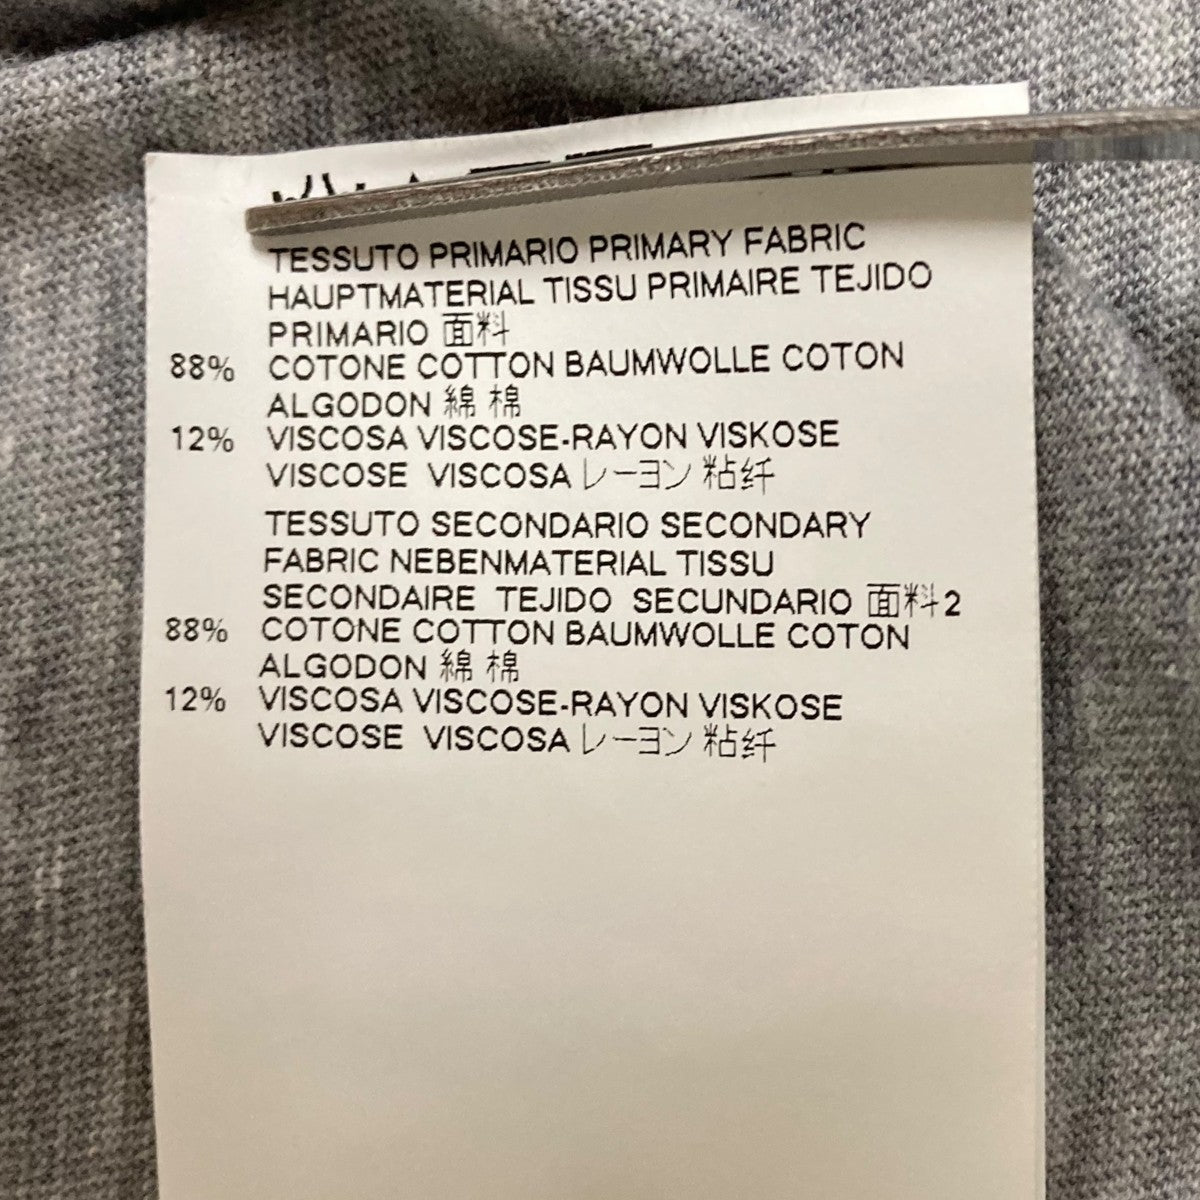 TESSUTO PRIMARIO PRIMARY FABRIC
HAUPTMATERIAL TISSU PRIMAIRE TEJIDO
PRIMARIO 面料
88% COTONE COTTON BAUMWOLLE COTON
ALGODON 綿 棉
12% VISCOSA VISCOSE-RAYON VISKOSE
VISCOSE VISCOSA レーヨン 粘纤
TESSUTO SECONDARIO SECONDARY
FABRIC NEBENMATERIAL TISSU
SECONDAIRE TEJIDO SECUNDARIO 面料2
88% COTONE COTTON BAUMWOLLE COTON
ALGODON 綿 棉
12% VISCOSA VISCOSE-RAYON VISKOSE
VISCOSE VISCOSA レーヨン 粘纤